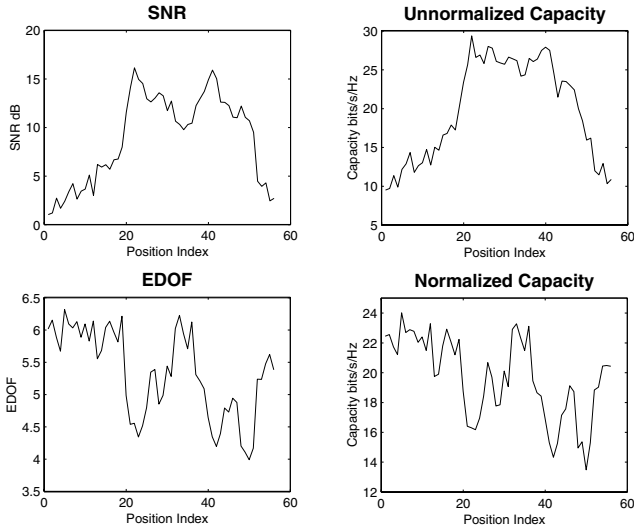 SNR
20
15
10
5
0
0 20 40 60
SNR dB
Position Index
Unnormalized Capacity
30
25
20
15
10
5
0 20 40 60
Capacity bits/s/Hz
Position Index
EDOF
6.5
6
5.5
5
4.5
4
3.5
0 20 40 60
EDOF
Position Index
Normalized Capacity
24
22
20
18
16
14
12
0 20 40 60
Capacity bits/s/Hz
Position Index